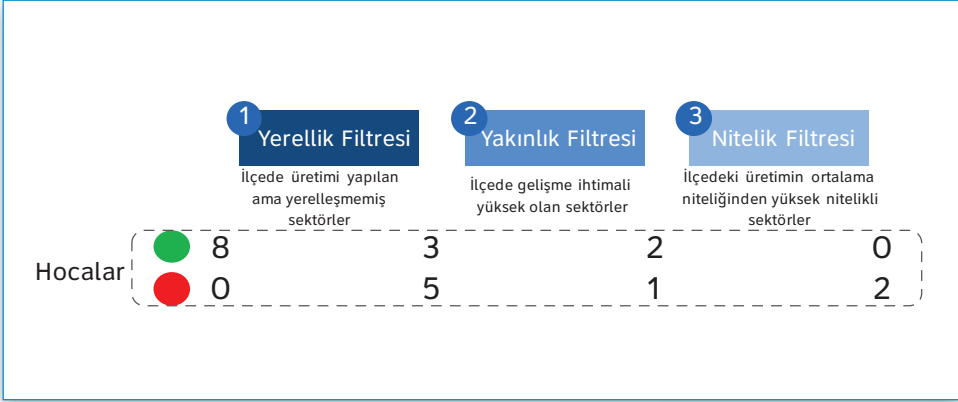 1
Yerellik Filtresi
İlçede üretimi yapılan
ama yerelleşmemiş
sektörler
2
Yakınlık Filtresi
İlçede gelişme ihtimali
yüksek olan sektörler
3
Nitelik Filtresi
İlçedeki üretimin ortalama
niteliğinden yüksek nitelikli
sektörler
Hocalar
8 3 2 0
0 5 1 2